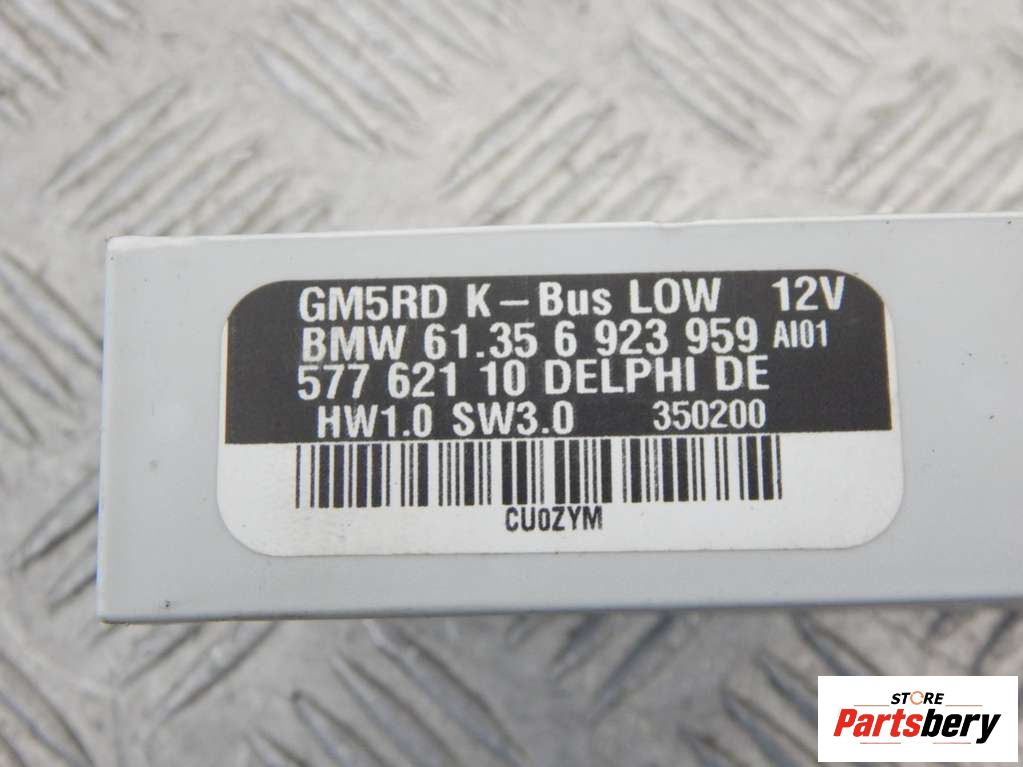 GM5RD K–Bus LOW 12V
BMW 61.35 6 923 959 AI01
577 621 10 DELPHI DE
HW1.0 SW3.0 350200
CU0ZYM
STORE
Partsbery